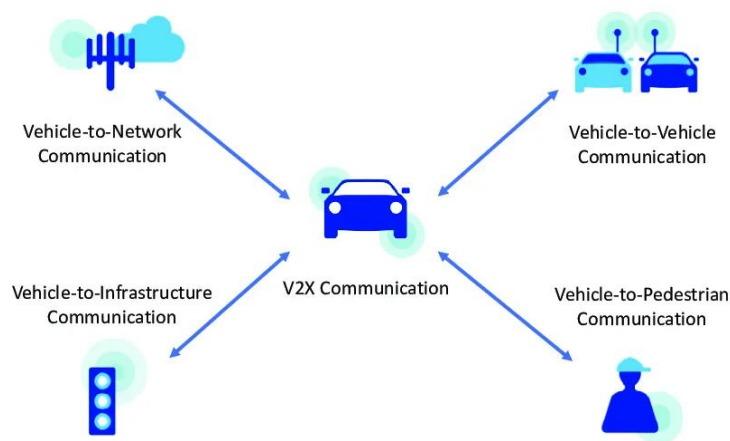 Vehicle-to-Network
Communication
Vehicle-to-Vehicle
Communication
V2X Communication
Vehicle-to-Infrastructure
Communication
Vehicle-to-Pedestrian
Communication